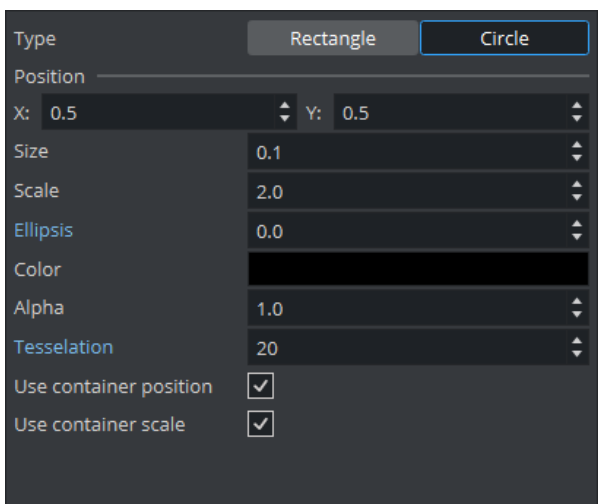 Type Rectangle Circle
Position
X: 0.5 Y: 0.5
Size 0.1
Scale 2.0
Ellipsis 0.0
Color
Alpha 1.0
Tesselation 20
Use container position
Use container scale